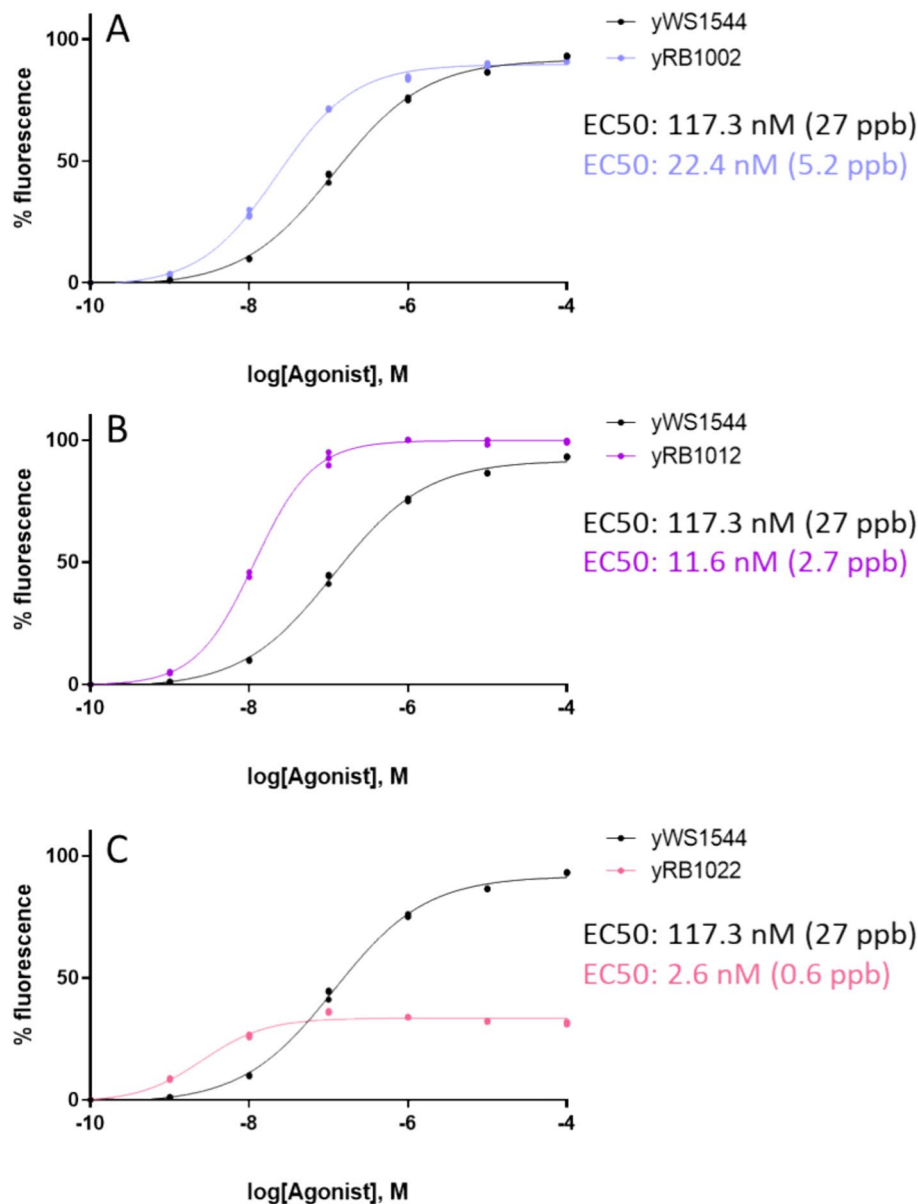 A
% fluorescence
100
50
0
-10 -8 -6 -4
log[Agonist], M
yWS1544
yRB1002
EC50: 117.3 nM (27 ppb)
EC50: 22.4 nM (5.2 ppb)
B
% fluorescence
100
50
0
-10 -8 -6 -4
log[Agonist], M
yWS1544
yRB1012
EC50: 117.3 nM (27 ppb)
EC50: 11.6 nM (2.7 ppb)
C
% fluorescence
100
50
0
-10 -8 -6 -4
log[Agonist], M
yWS1544
yRB1022
EC50: 117.3 nM (27 ppb)
EC50: 2.6 nM (0.6 ppb)